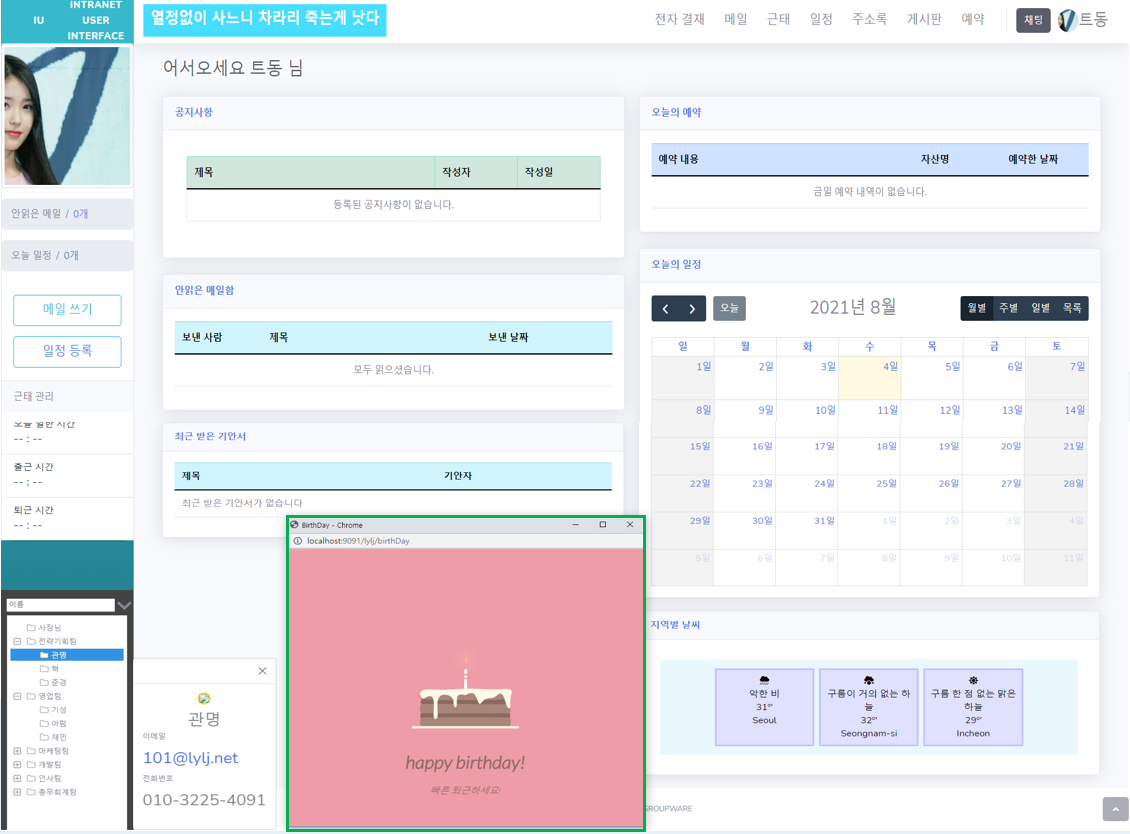 IU
INTRANET
USER
INTERFACE
열정없이 사느니 차라리 죽는게 낫다
전자 결재 메일 근태 일정 주소록 게시판 예약 채팅 트동
안읽은 메일 / 0개
오늘 일정 / 0개
메일 쓰기
일정 등록
근태 관리
오늘 일한 시간
-- : --
출근 시간
-- : --
퇴근 시간
-- : --
이름
사장님
전략기획팀
관명
혁
준경
영업팀
기성
아람
재민
마케팅팀
개발팀
인사팀
총무회계팀
관명
이메일
101@lylj.net
전화번호
010-3225-4091
어서오세요 트동 님
공지사항
제목 작성자 작성일
등록된 공지사항이 없습니다.
안읽은 메일함
보낸 사람 제목 보낸 날짜
모두 읽으셨습니다.
최근 받은 기안서
제목 기안자
최근 받은 기안서가 없습니다
BirthDay - Chrome
localhost:9091/lylj/birthDay
happy birthday!
빠른 퇴근하세요!
오늘의 예약
예약 내용 자산명 예약한 날짜
금일 예약 내역이 없습니다.
오늘의 일정
오늘 2021년 8월 월별 주별 일별 목록
일 월 화 수 목 금 토
1일 2일 3일 4일 5일 6일 7일
8일 9일 10일 11일 12일 13일 14일
15일 16일 17일 18일 19일 20일 21일
22일 23일 24일 25일 26일 27일 28일
29일 30일 31일 1일 2일 3일 4일
5일 6일 7일 8일 9일 10일 11일
지역별 날씨
악한 비
31°
Seoul
구름이 거의 없는 하
늘
32°
Seongnam-si
구름 한 점 없는 맑은
하늘
29°
Incheon
GROUPWARE